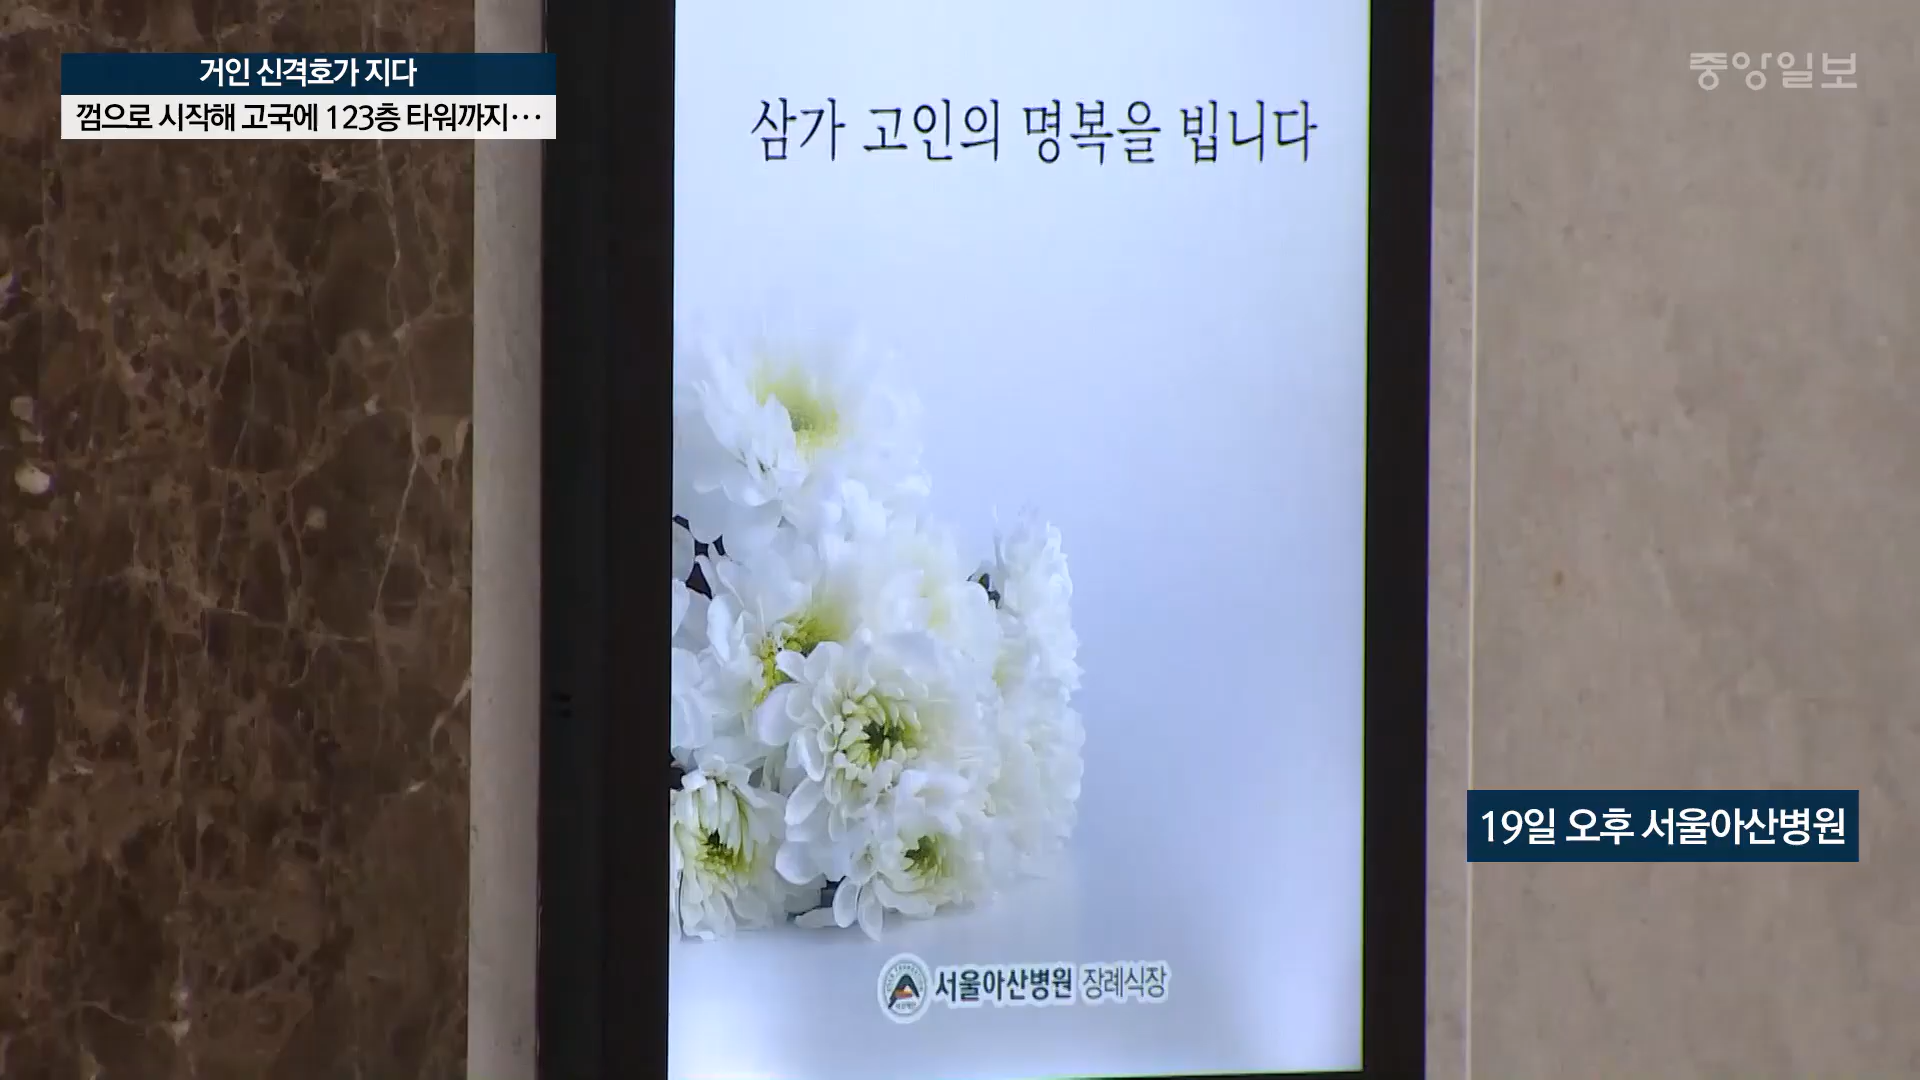 거인 신격호가 지다
껌으로 시작해 고국에 123층 타워까지···
중앙일보
삼가 고인의 명복을 빕니다
19일 오후 서울아산병원
서울아산병원 장례식장